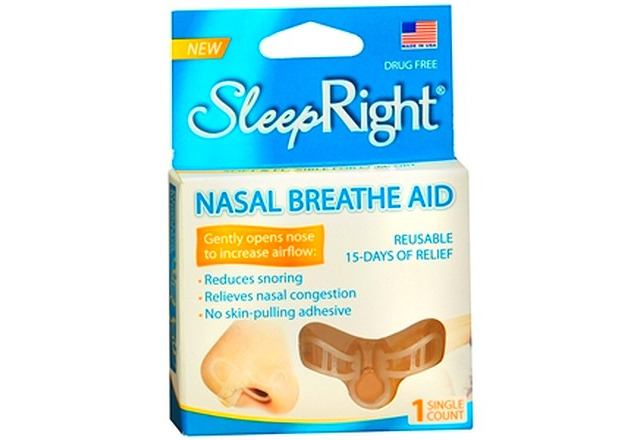 NEW
MADE IN USA
DRUG FREE
SleepRight®
NASAL BREATHE AID
Gently opens nose
to increase airflow:
REUSABLE
15-DAYS OF RELIEF
• Reduces snoring
• Relieves nasal congestion
• No skin-pulling adhesive
1 SINGLE
COUNT